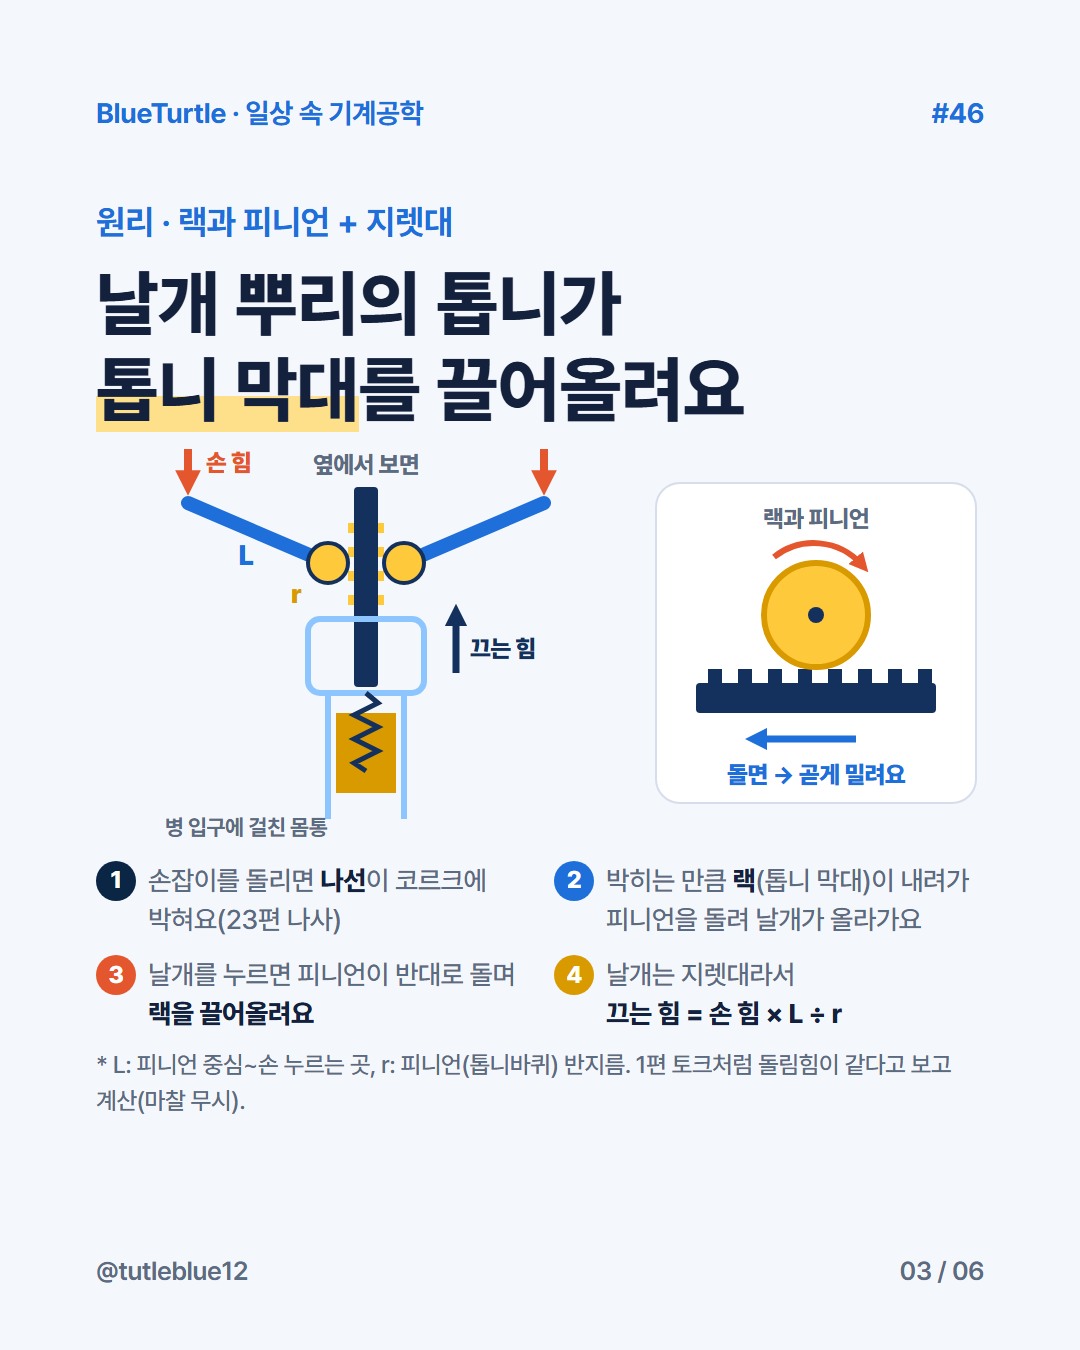 BlueTurtle · 일상 속 기계공학
#46
원리 · 랙과 피니언 + 지렛대
날개 뿌리의 톱니가
톱니 막대를 끌어올려요
손 힘
옆에서 보면
L
r
끄는 힘
병 입구에 걸친 몸통
랙과 피니언
돌면 → 곧게 밀려요
1 손잡이를 돌리면 나선이 코르크에
박혀요(23편 나사)
2 박히는 만큼 랙(톱니 막대)이 내려가
피니언을 돌려 날개가 올라가요
3 날개를 누르면 피니언이 반대로 돌며
랙을 끌어올려요
4 날개는 지렛대라서
끄는 힘 = 손 힘 × L ÷ r
* L: 피니언 중심~손 누르는 곳, r: 피니언(톱니바퀴) 반지름. 1편 토크처럼 돌림힘이 같다고 보고
계산(마찰 무시).
@tutleblue12
03 / 06